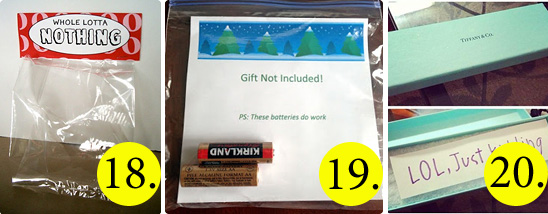 WHOLE LOTTA
NOTHING
18.
Gift Not Included!
PS: These batteries do work
KIRKLAND
19.
TIFFANY & CO.
LOL, Just kidding
20.